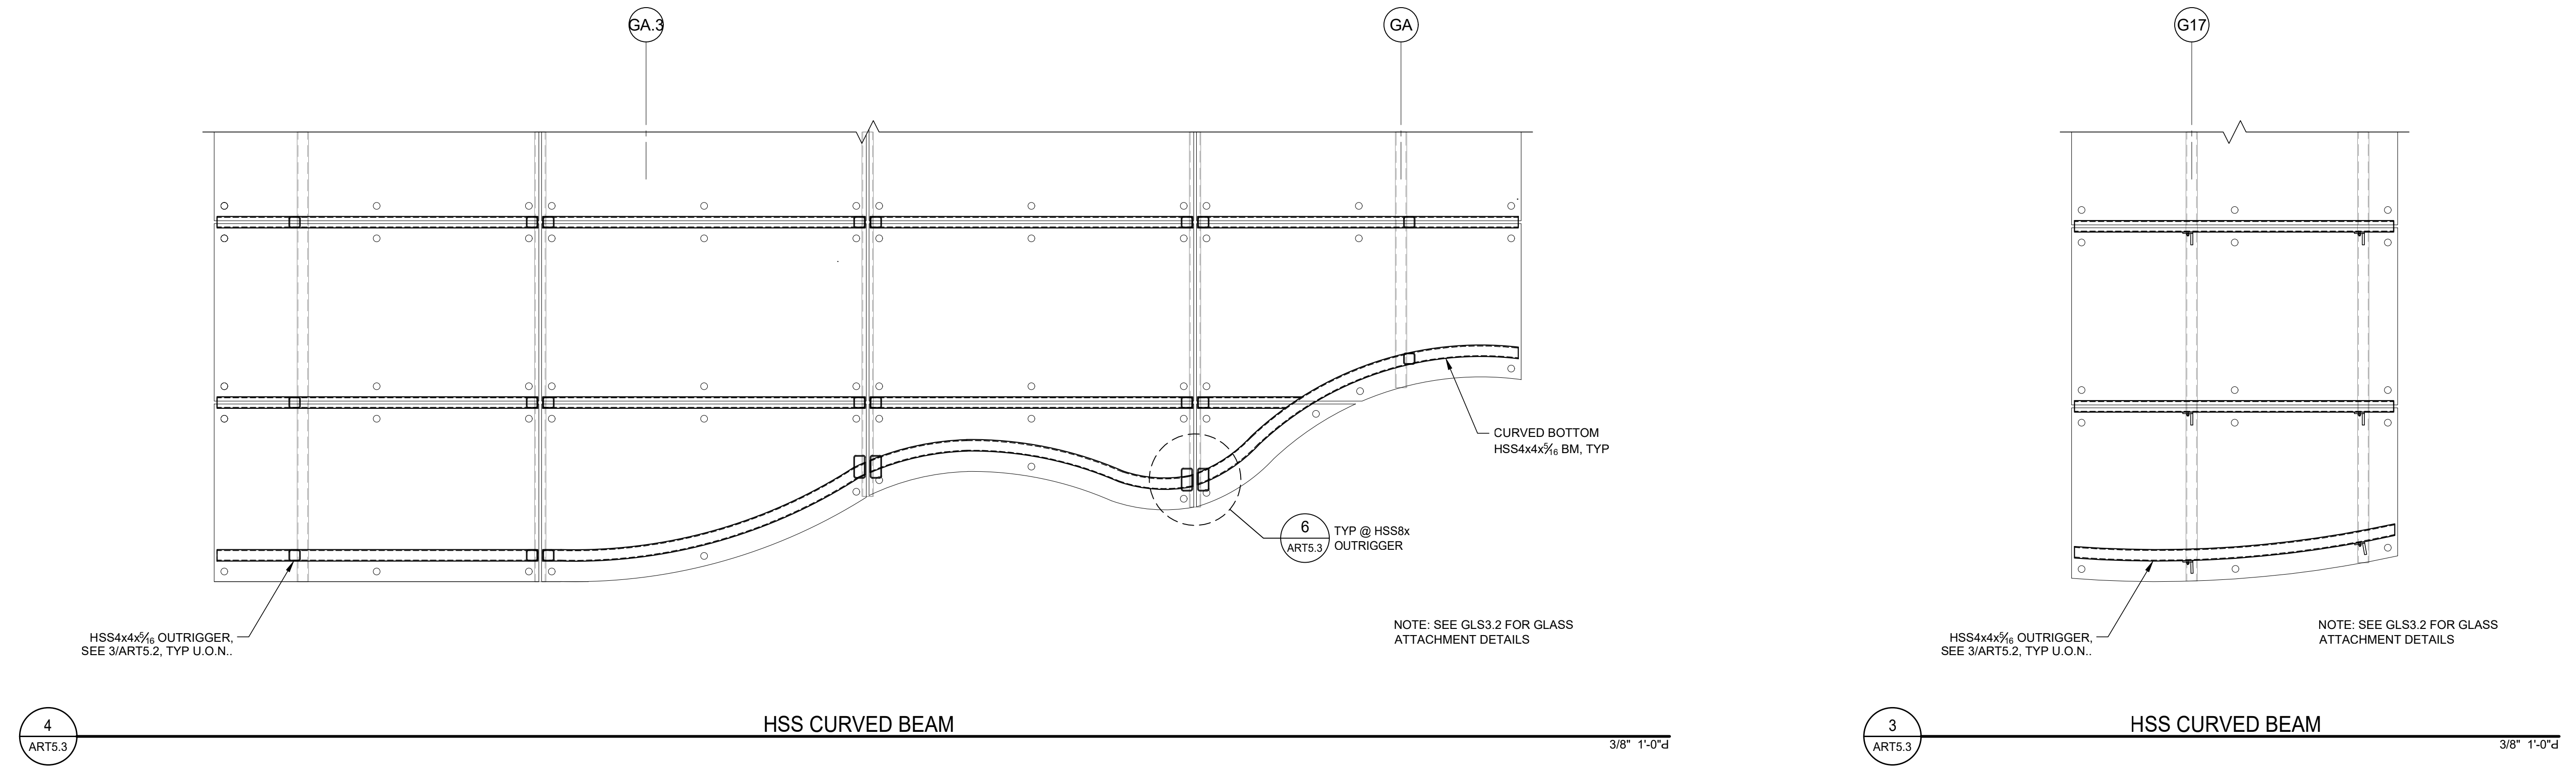 GA.3
GA
G17
CURVED BOTTOM
HSS4x4x5⁄16 BM, TYP
6
ART5.3
TYP @ HSS8x
OUTRIGGER
HSS4x4x5⁄16 OUTRIGGER,
SEE 3/ART5.2, TYP U.O.N..
NOTE: SEE GLS3.2 FOR GLASS
ATTACHMENT DETAILS
HSS4x4x5⁄16 OUTRIGGER,
SEE 3/ART5.2, TYP U.O.N..
NOTE: SEE GLS3.2 FOR GLASS
ATTACHMENT DETAILS
4
ART5.3
HSS CURVED BEAM
3/8" 1'-0"P
3
ART5.3
HSS CURVED BEAM
3/8" 1'-0"P